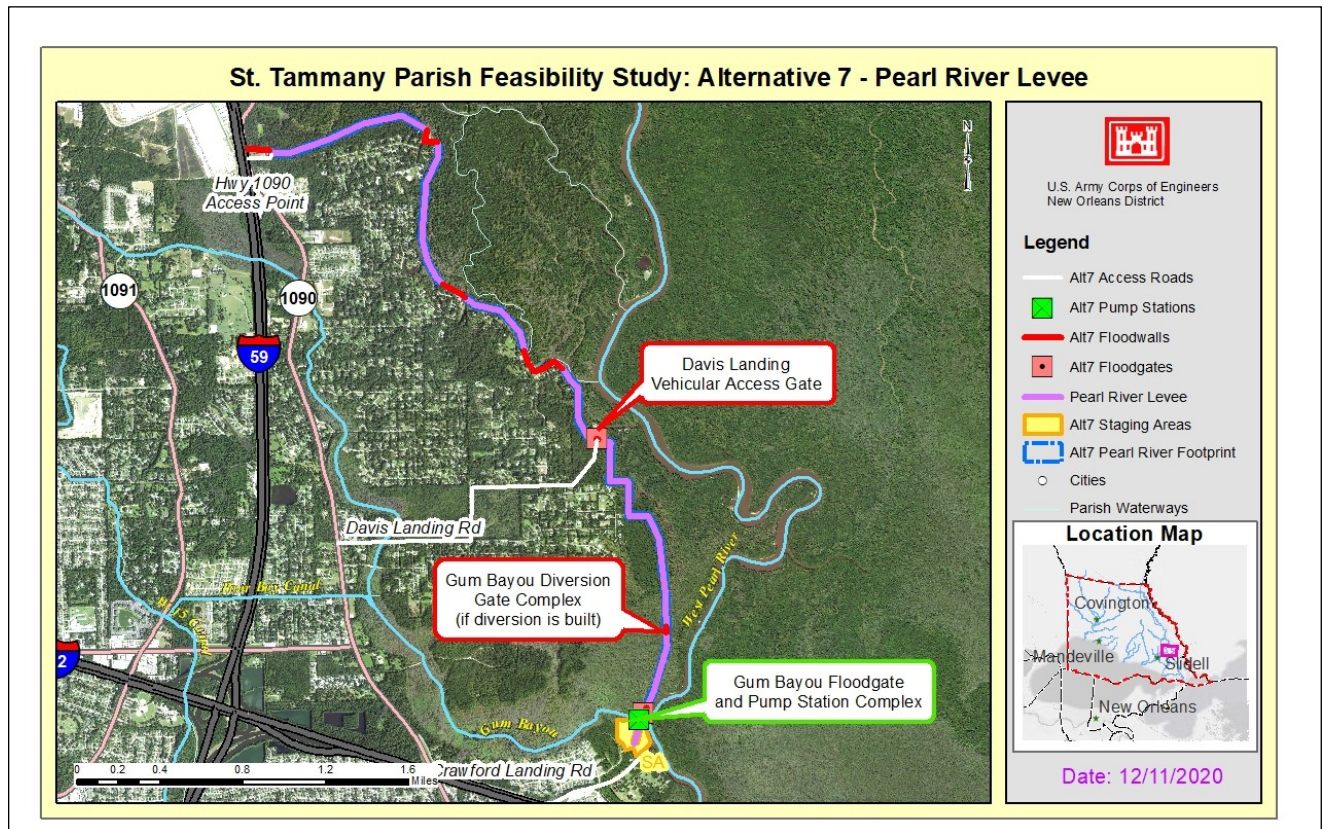 St. Tammany Parish Feasibility Study: Alternative 7 - Pearl River Levee
N
Hwy 1090
Access Point
1091
1090
59
Davis Landing
Vehicular Access Gate
Davis Landing Rd
Gum Bayou Diversion
Gate Complex
(if diversion is built)
West Pearl River
W-15 Canal
2
Gum Bayou Floodgate
and Pump Station Complex
Gum Bayou
SA
Crawford Landing Rd
0 0.2 0.4 0.8 1.2 1.6
Miles
U.S. Army Corps of Engineers
New Orleans District
Legend
Alt7 Access Roads
Alt7 Pump Stations
Alt7 Floodwalls
Alt7 Floodgates
Pearl River Levee
Alt7 Staging Areas
Alt7 Pearl River Footprint
Cities
Parish Waterways
Location Map
Covington
Mandeville
Slidell
New Orleans
Date: 12/11/2020